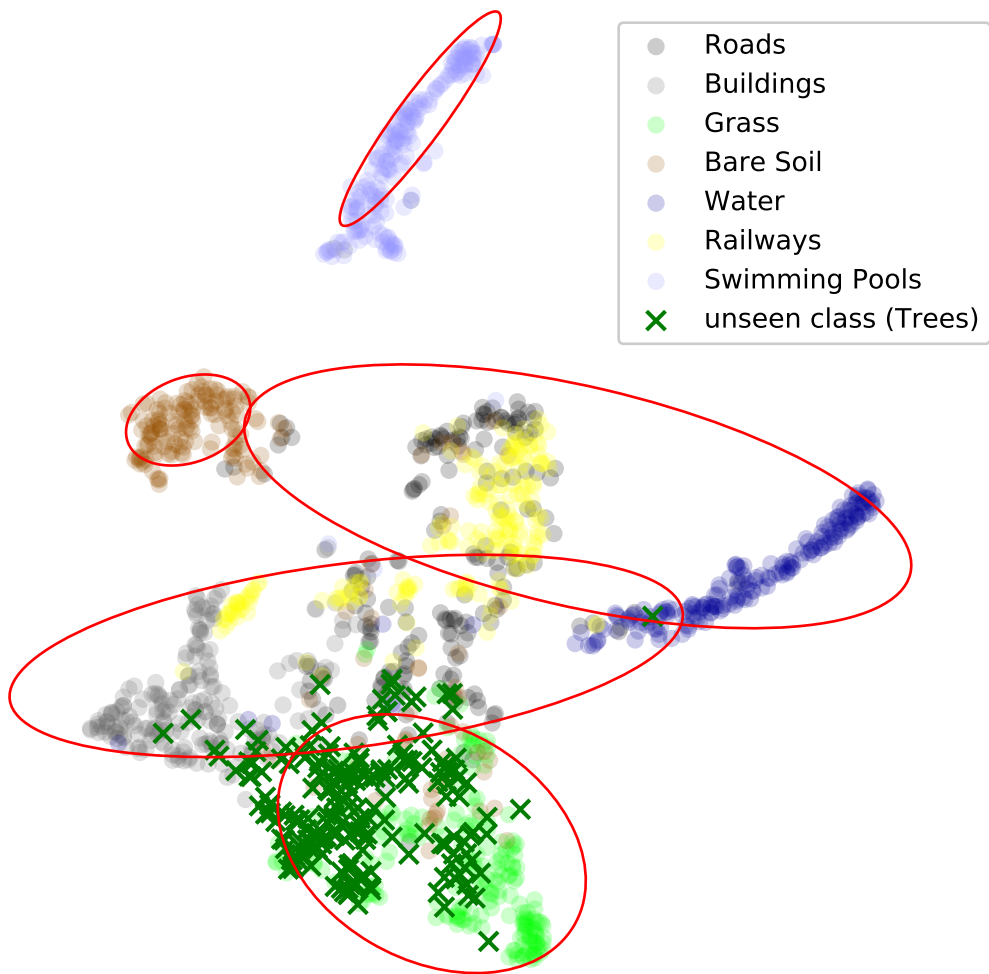 Roads
Buildings
Grass
Bare Soil
Water
Railways
Swimming Pools
unseen class (Trees)